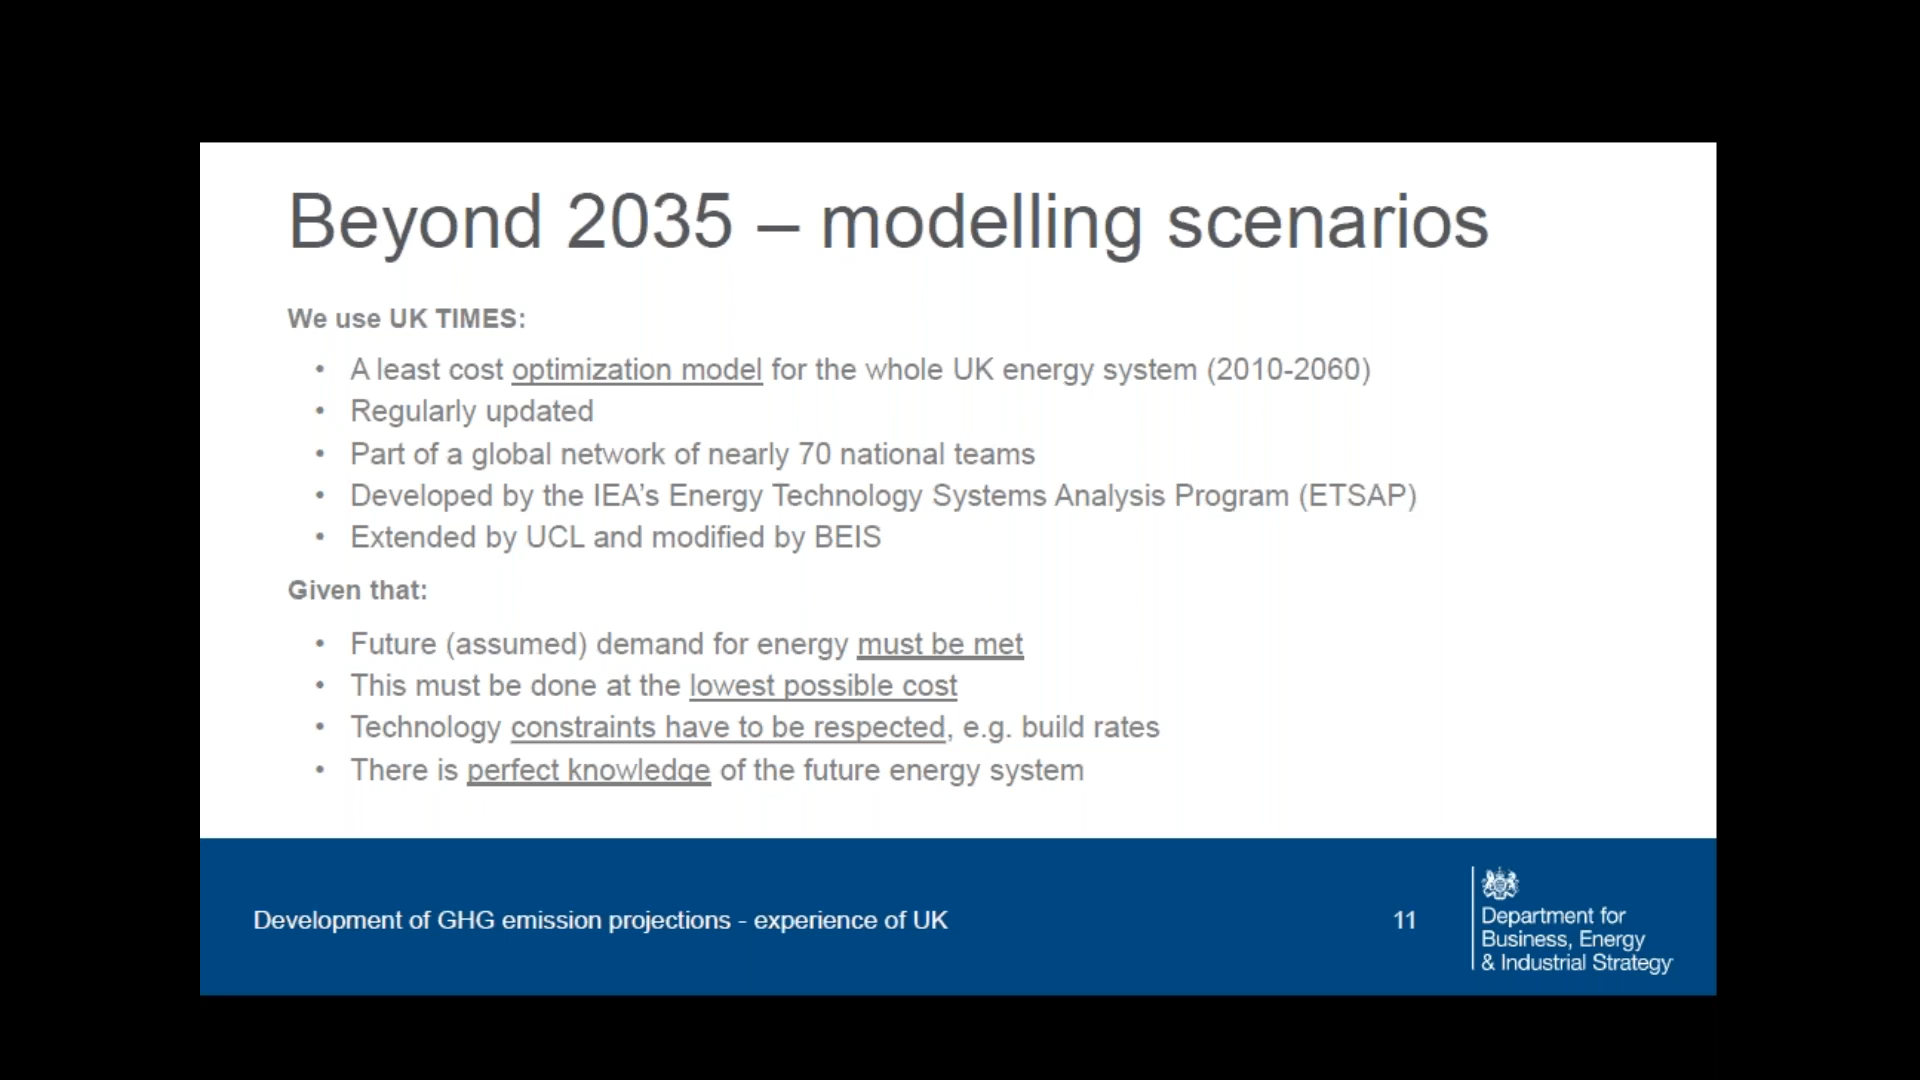 Beyond 2035 – modelling scenarios
We use UK TIMES:
• A least cost optimization model for the whole UK energy system (2010-2060)
• Regularly updated
• Part of a global network of nearly 70 national teams
• Developed by the IEA’s Energy Technology Systems Analysis Program (ETSAP)
• Extended by UCL and modified by BEIS
Given that:
• Future (assumed) demand for energy must be met
• This must be done at the lowest possible cost
• Technology constraints have to be respected, e.g. build rates
• There is perfect knowledge of the future energy system
Development of GHG emission projections - experience of UK
11
Department for
Business, Energy
& Industrial Strategy